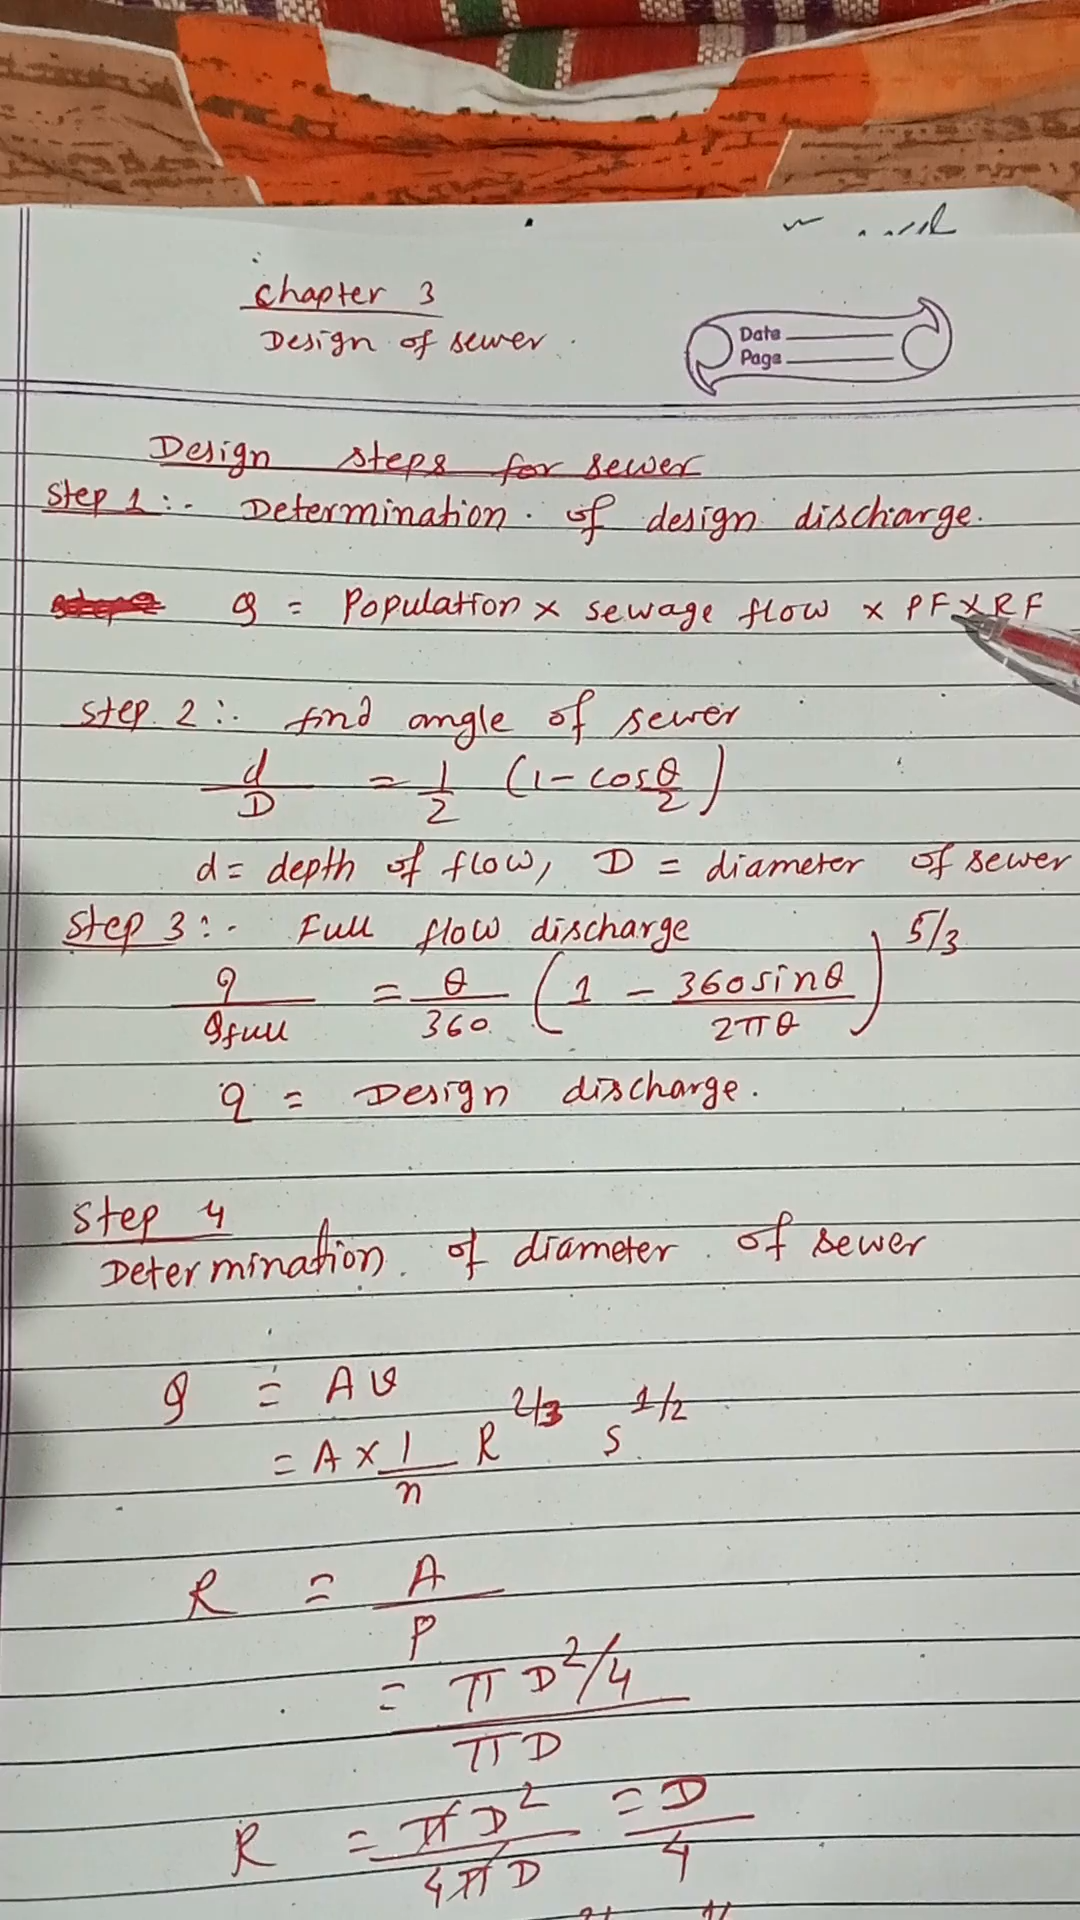 chapter 3
Design of sewer.
Date
Page
Design steps for sewer
Step 1:- Determination of design discharge.
q = Population × sewage flow × PF × RF
Step 2:- find angle of sewer
d/D = 1/2 (1 - cos θ/2)
d = depth of flow, D = diameter of sewer
Step 3:- Full flow discharge
q/qfull = θ/360 (1 - 360 sinθ/2πθ)^5/3
q = Design discharge.
Step 4
Determination of diameter of sewer
q = AV
= A × 1/n R^2/3 S^1/2
R = A/P
= πD²/4 / πD
R = πD²/4πD = D/4